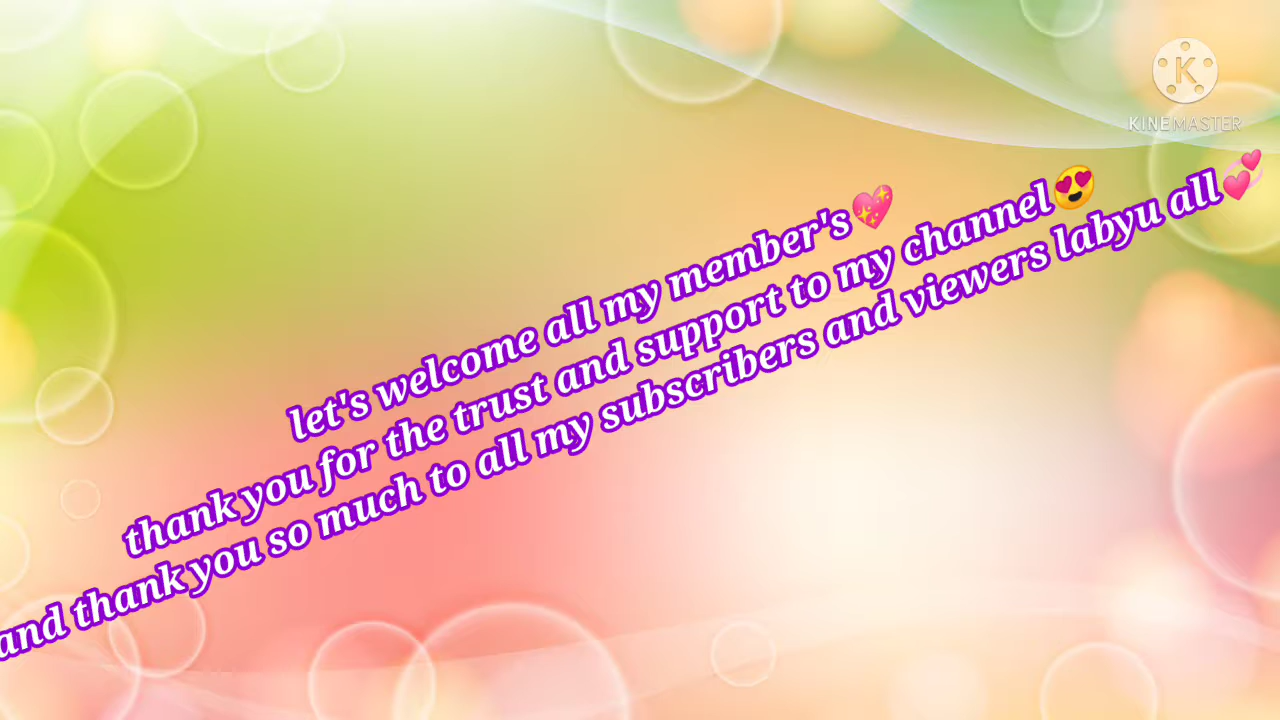 K
KINEMASTER
let's welcome all my member's💖
thank you for the trust and support to my channel😍
and thank you so much to all my subscribers and viewers labyu all💞